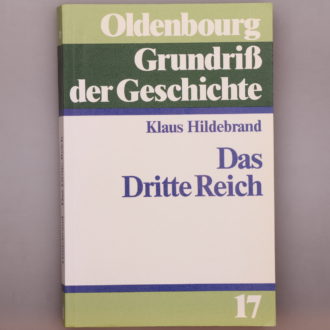 Oldenbourg
Grundriß
der Geschichte
Klaus Hildebrand
Das
Dritte Reich
17